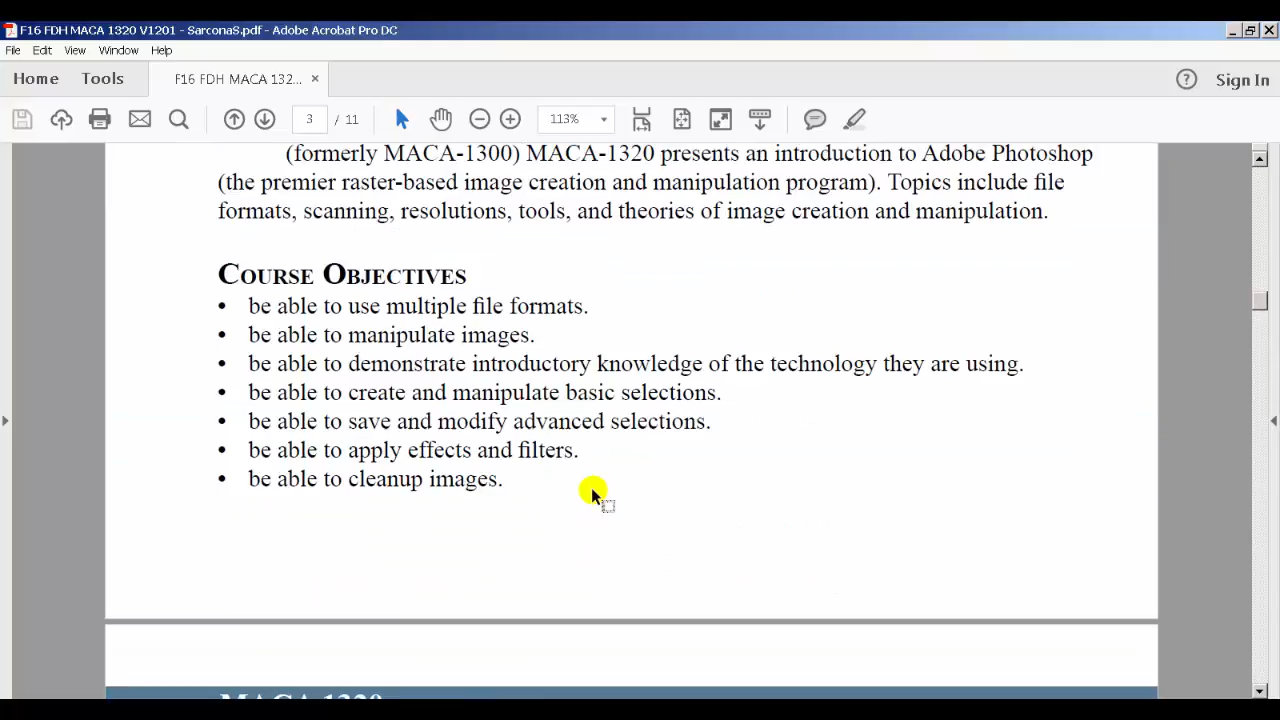 F16 FDH MACA 1320 V1201 - SarconaS.pdf - Adobe Acrobat Pro DC
File Edit View Window Help
Home Tools F16 FDH MACA 132... × ? Sign In
3 / 11 113%
(formerly MACA-1300) MACA-1320 presents an introduction to Adobe Photoshop
(the premier raster-based image creation and manipulation program). Topics include file
formats, scanning, resolutions, tools, and theories of image creation and manipulation.
COURSE OBJECTIVES
• be able to use multiple file formats.
• be able to manipulate images.
• be able to demonstrate introductory knowledge of the technology they are using.
• be able to create and manipulate basic selections.
• be able to save and modify advanced selections.
• be able to apply effects and filters.
• be able to cleanup images.
MACA 1320